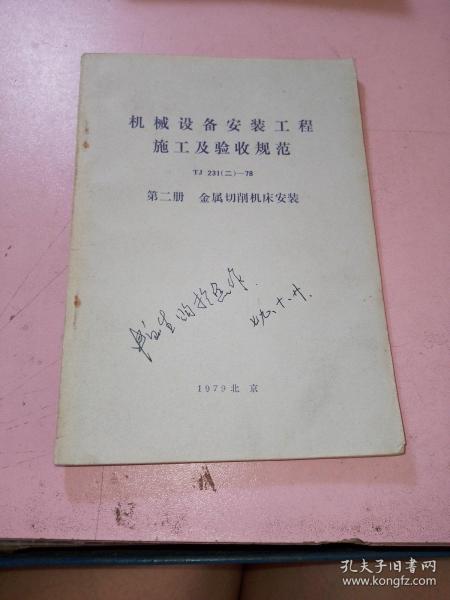 机械设备安装工程
施工及验收规范
TJ 231(二)—78
第二册 金属切削机床安装
1979北京
孔夫子旧书网
www.kongfz.com